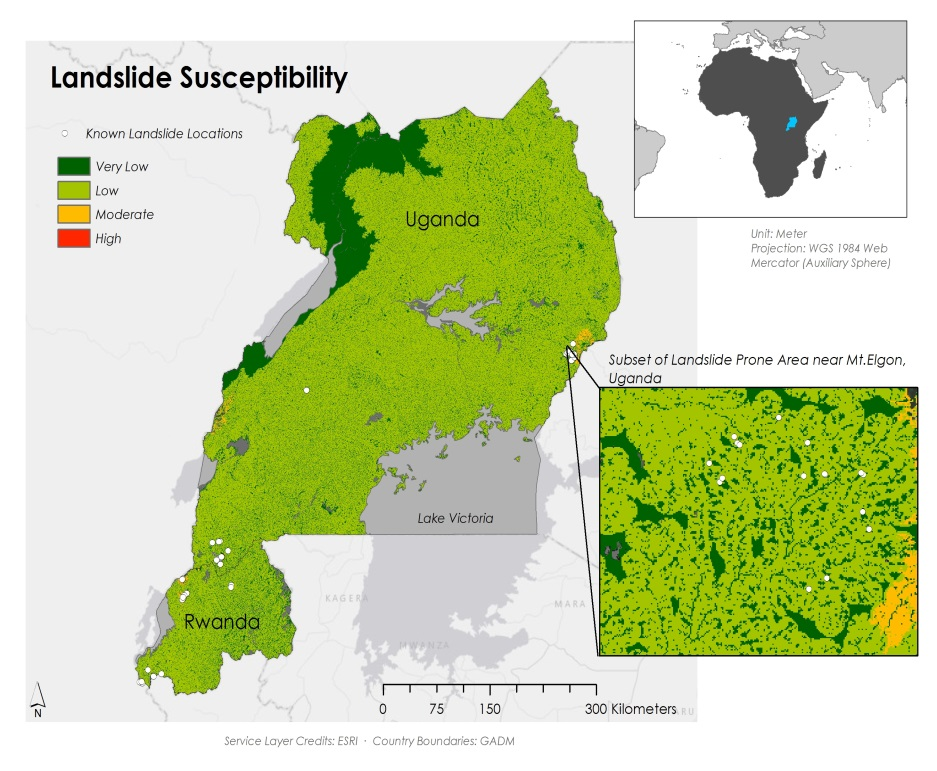 Landslide Susceptibility
Known Landslide Locations
Very Low
Low
Moderate
High
Uganda
Unit: Meter
Projection: WGS 1984 Web
Mercator (Auxiliary Sphere)
Subset of Landslide Prone Area near Mt.Elgon,
Uganda
Lake Victoria
KAGERA
MARA
Rwanda
MWANZA
N
0 75 150 300 Kilometers
Service Layer Credits: ESRI · Country Boundaries: GADM